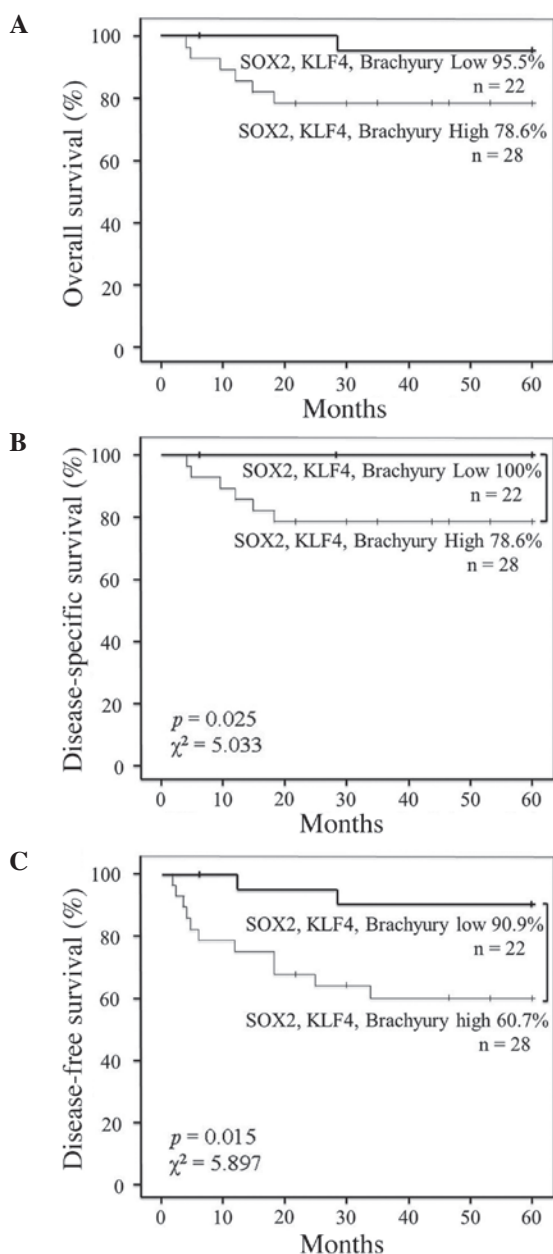 A
Overall survival (%)
100
80
60
40
20
0
SOX2, KLF4, Brachyury Low 95.5%
n = 22
SOX2, KLF4, Brachyury High 78.6%
n = 28
0 10 20 30 40 50 60
Months
B
Disease-specific survival (%)
100
80
60
40
20
0
SOX2, KLF4, Brachyury Low 100%
n = 22
SOX2, KLF4, Brachyury High 78.6%
n = 28
p = 0.025
χ² = 5.033
0 10 20 30 40 50 60
Months
C
Disease-free survival (%)
100
80
60
40
20
0
SOX2, KLF4, Brachyury low 90.9%
n = 22
SOX2, KLF4, Brachyury high 60.7%
n = 28
p = 0.015
χ² = 5.897
0 10 20 30 40 50 60
Months